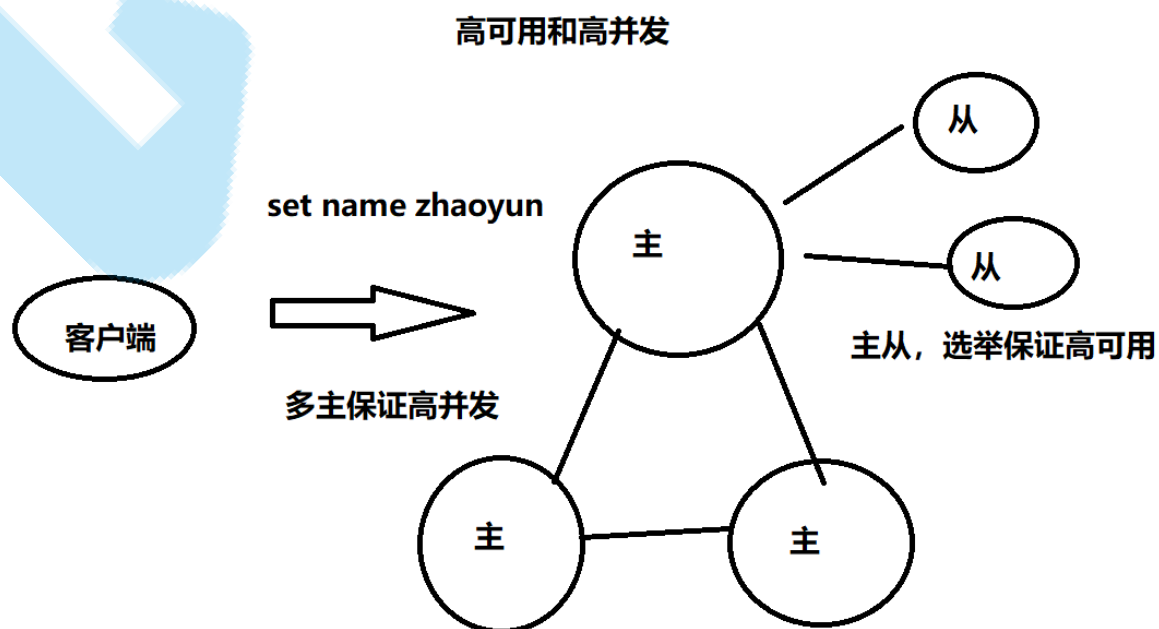 高可用和高并发
从
set name zhaoyun
主
从
客户端
主从，选举保证高可用
多主保证高并发
主
主